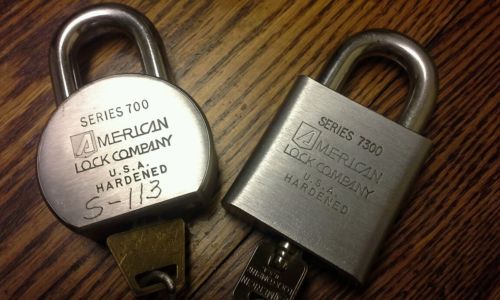 SERIES 700
AMERICAN
LOCK COMPANY
U.S.A.
HARDENED
S-113
SERIES 7300
AMERICAN
LOCK COMPANY
U.S.A.
HARDENED